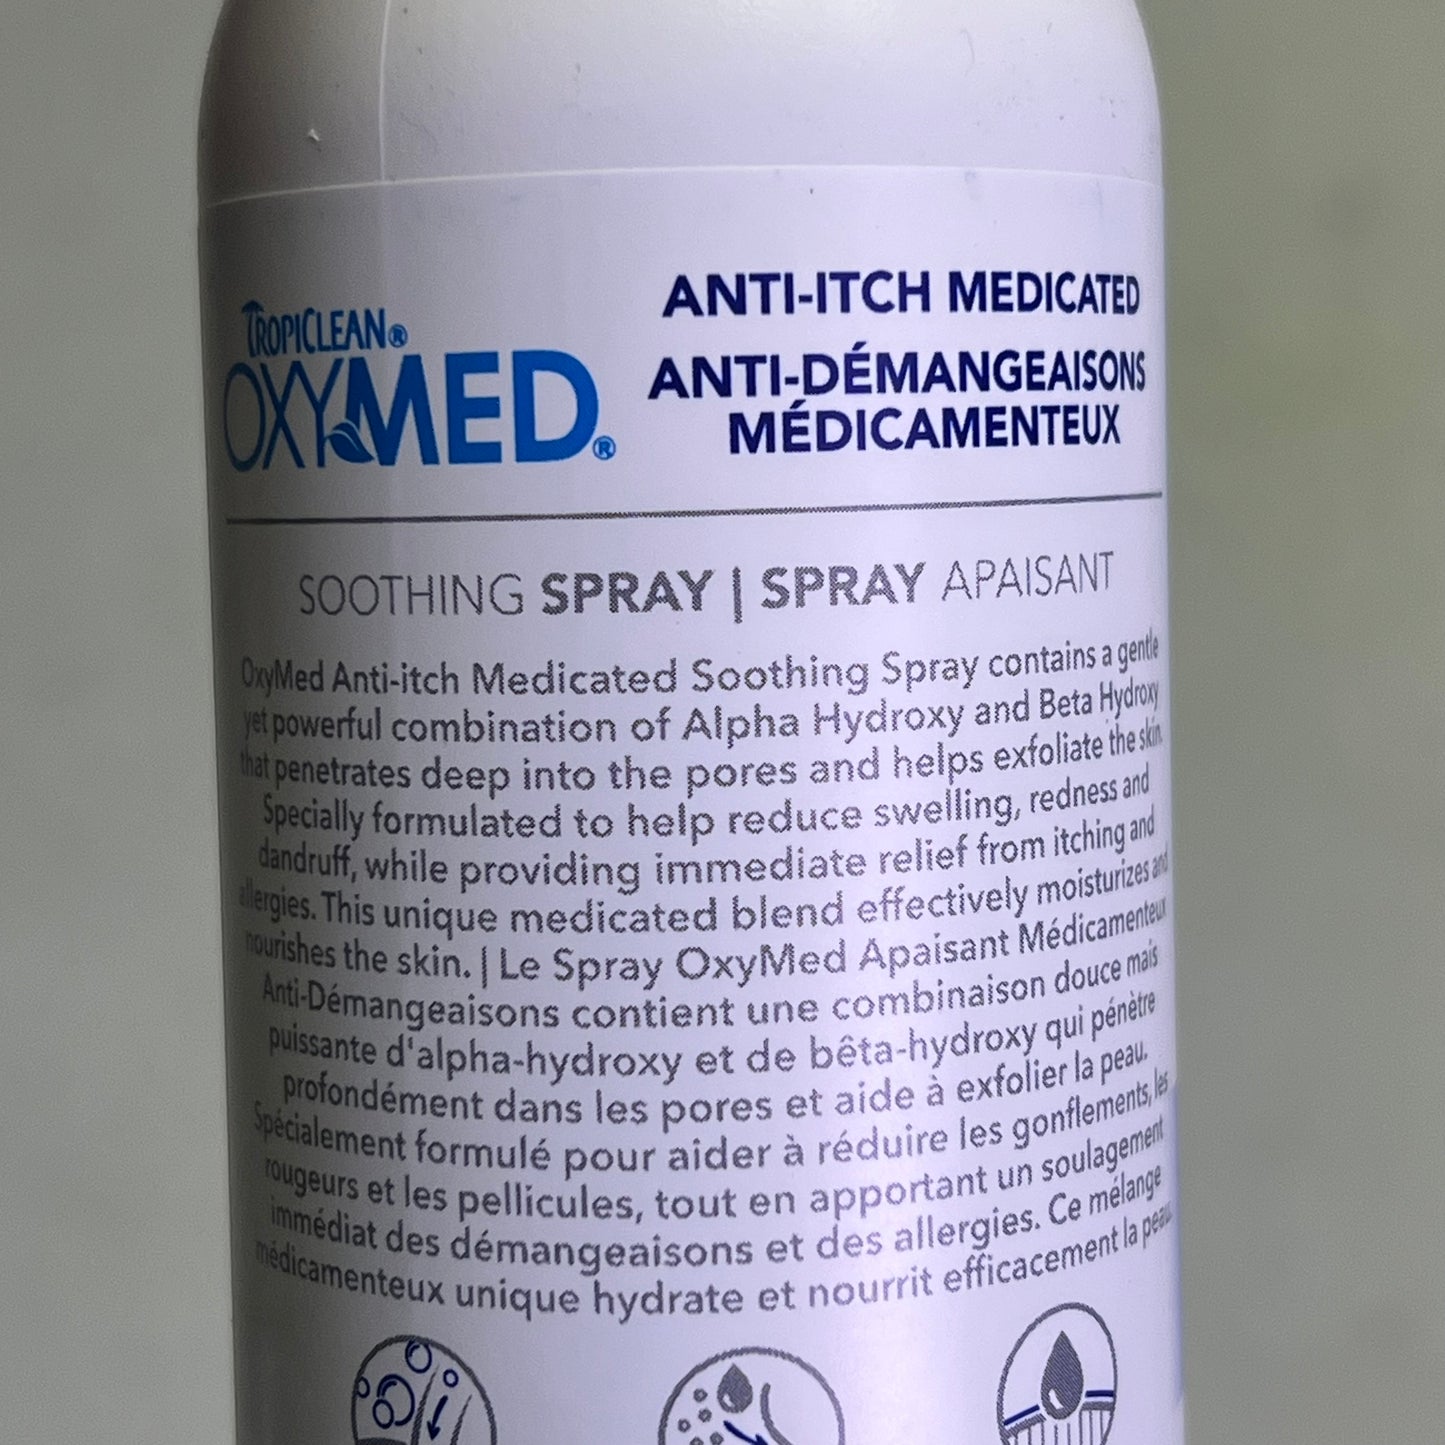 TROPICLEAN®
OXYMED®
ANTI-ITCH MEDICATED
ANTI-DÉMANGEAISONS
MÉDICAMENTEUX
SOOTHING SPRAY | SPRAY APAISANT
OxyMed Anti-itch Medicated Soothing Spray contains a gentle
yet powerful combination of Alpha Hydroxy and Beta Hydroxy
that penetrates deep into the pores and helps exfoliate the skin.
Specially formulated to help reduce swelling, redness and
dandruff, while providing immediate relief from itching and
allergies. This unique medicated blend effectively moisturizes and
nourishes the skin. | Le Spray OxyMed Apaisant Médicamenteux
Anti-Démangeaisons contient une combinaison douce mais
puissante d'alpha-hydroxy et de bêta-hydroxy qui pénètre
profondément dans les pores et aide à exfolier la peau.
Spécialement formulé pour aider à réduire les gonflements, les
rougeurs et les pellicules, tout en apportant un soulagement
immédiat des démangeaisons et des allergies. Ce mélange
médicamenteux unique hydrate et nourrit efficacement la peau.